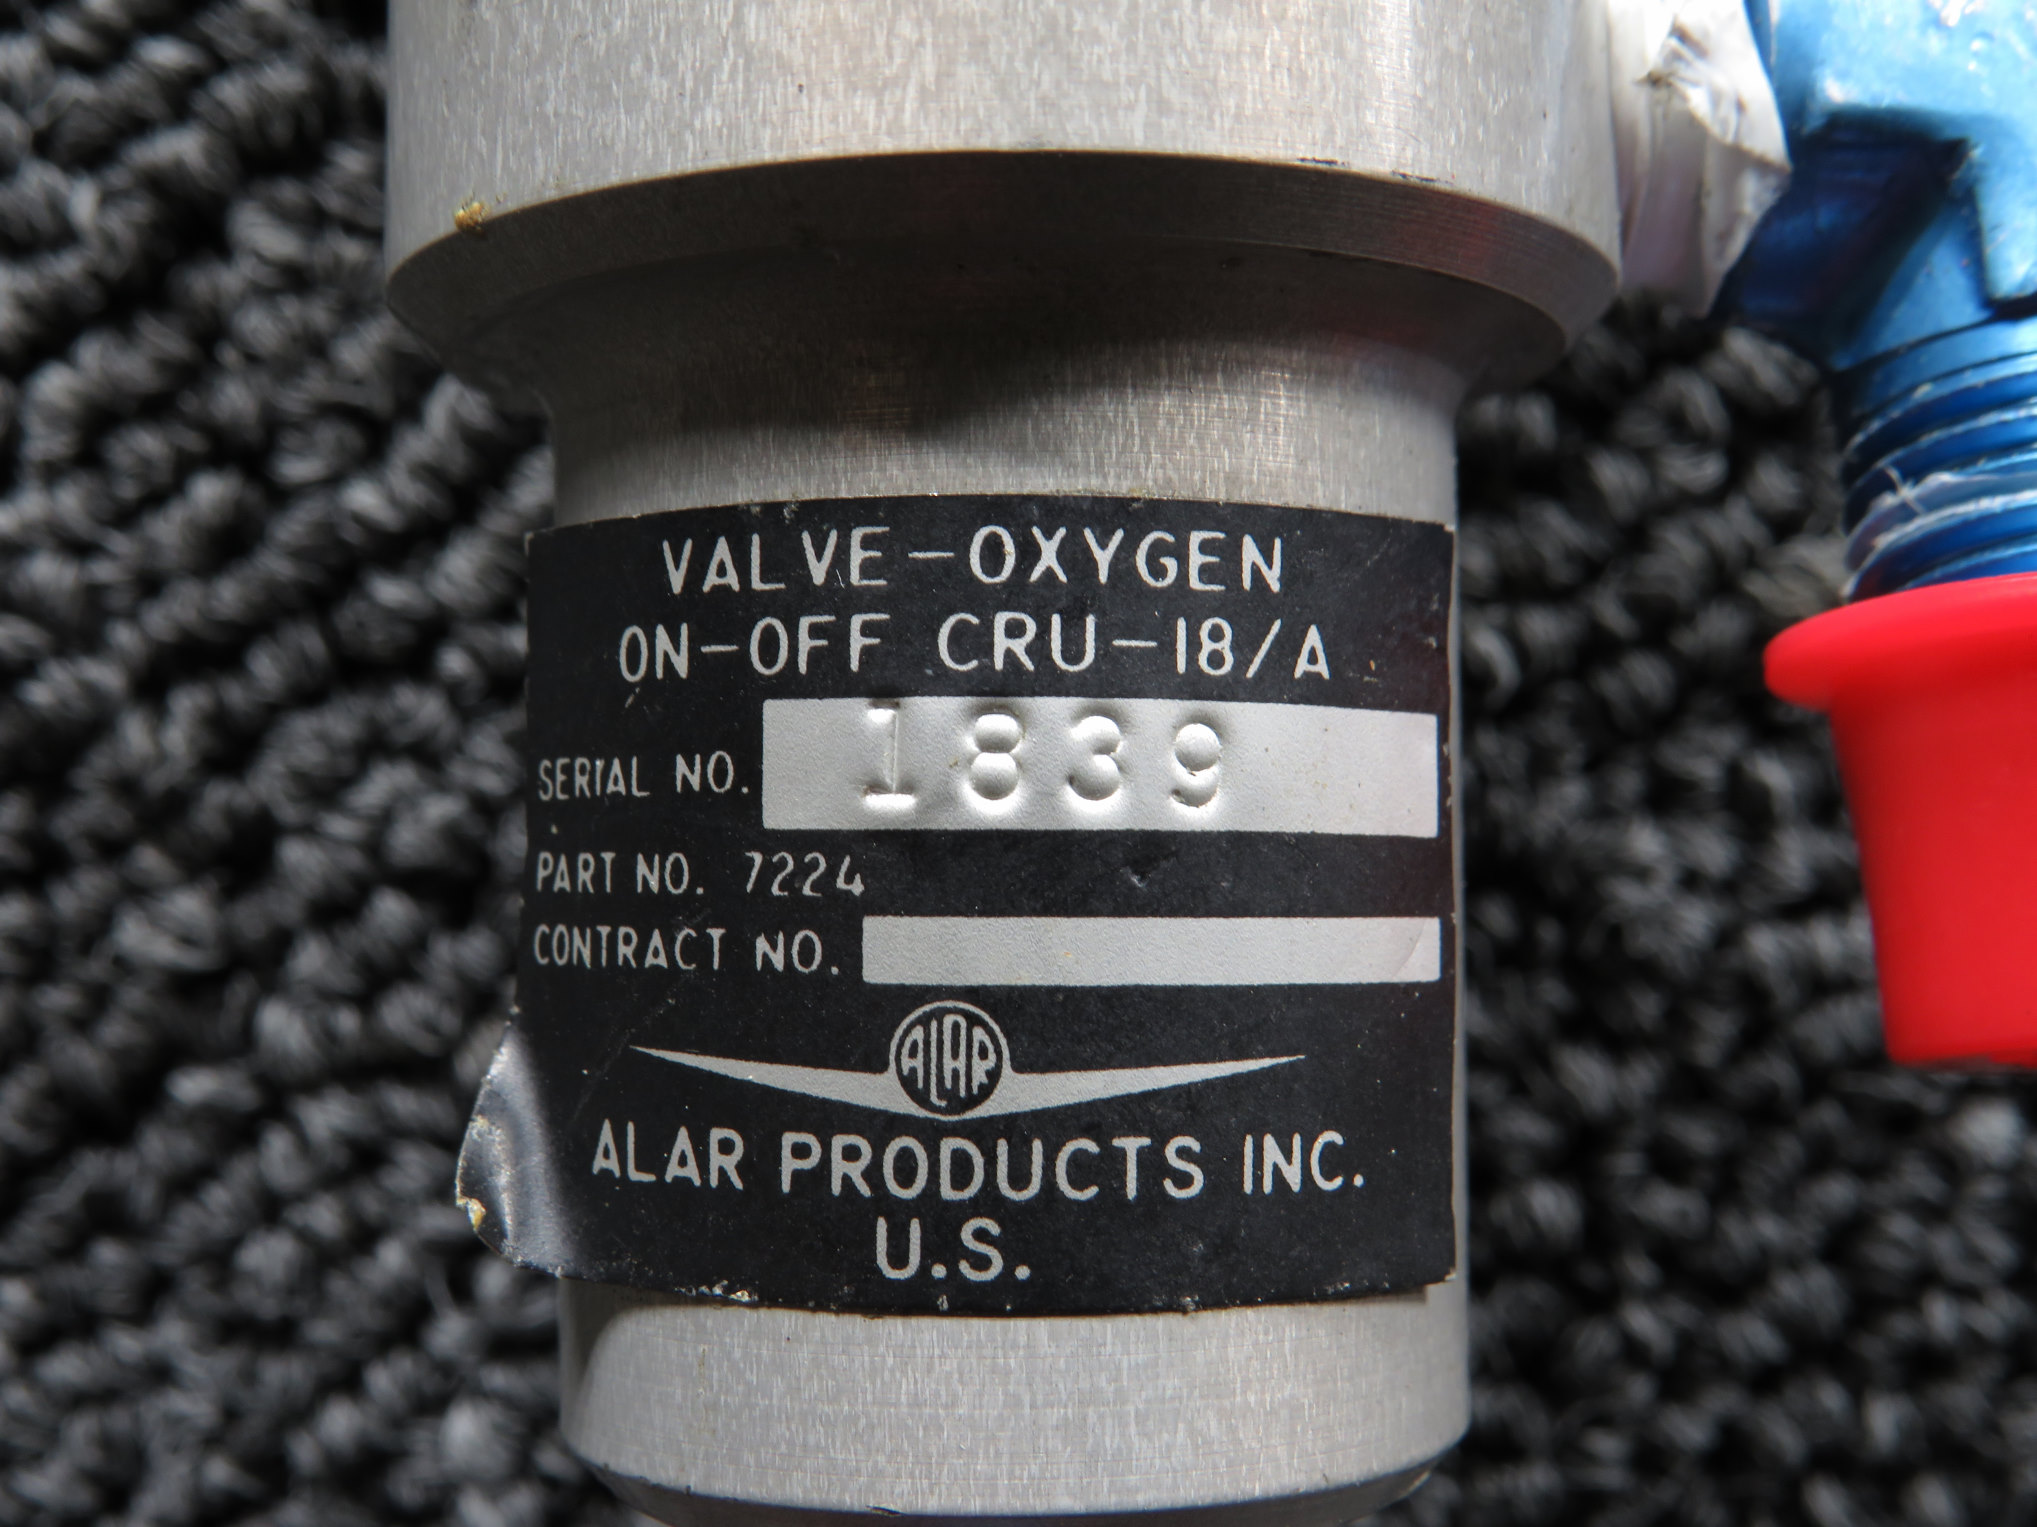 VALVE-OXYGEN
ON-OFF CRU-18/A
SERIAL NO. 1839
PART NO. 7224
CONTRACT NO.
ALAR
ALAR PRODUCTS INC.
U.S.